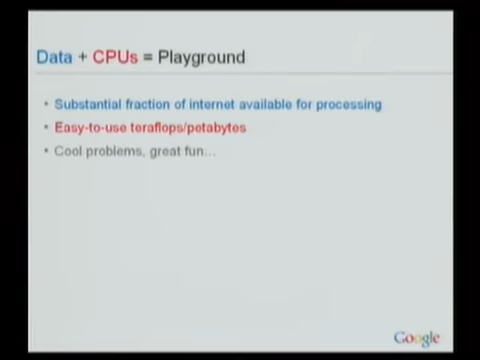 Data + CPUs = Playground
• Substantial fraction of internet available for processing
• Easy-to-use teraflops/petabytes
• Cool problems, great fun...
Google